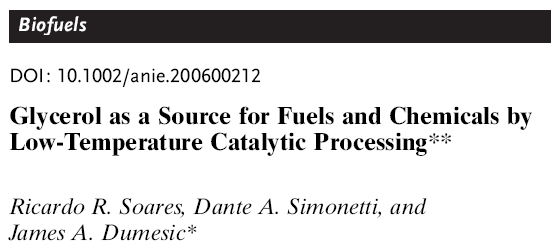 Biofuels
DOI: 10.1002/anie.200600212
Glycerol as a Source for Fuels and Chemicals by
Low-Temperature Catalytic Processing**
Ricardo R. Soares, Dante A. Simonetti, and
James A. Dumesic*